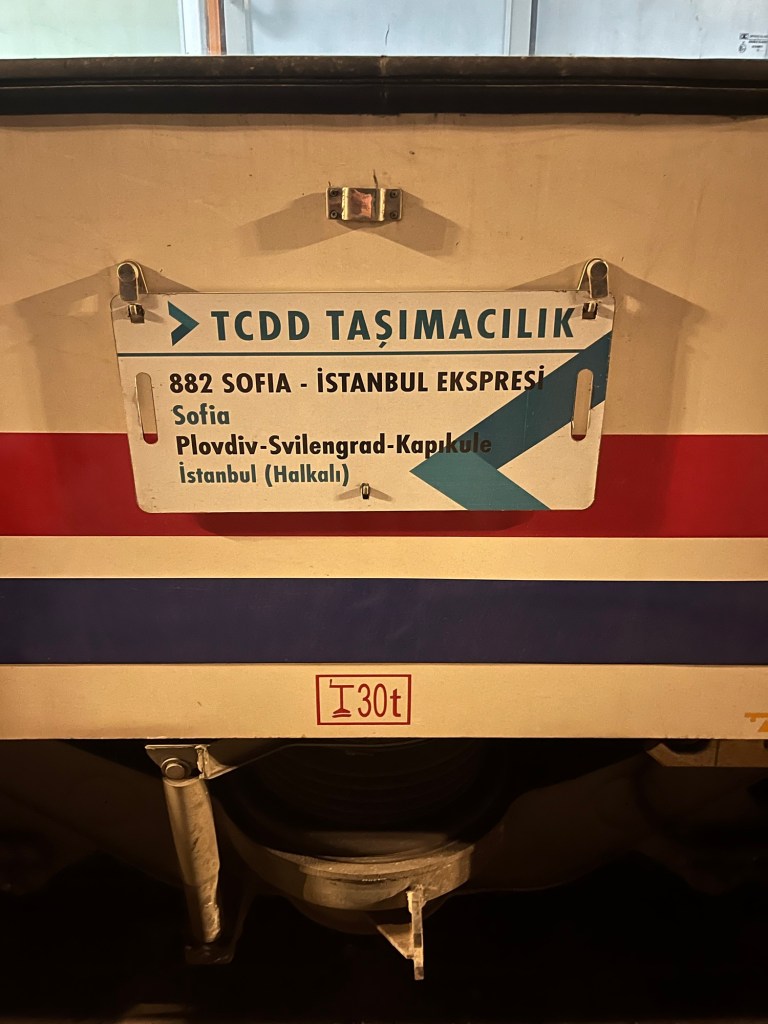 TCDD TAŞIMACILIK
882 SOFIA - İSTANBUL EKSPRESİ
Sofia
Plovdiv-Svilengrad-Kapıkule
İstanbul (Halkalı)
30t